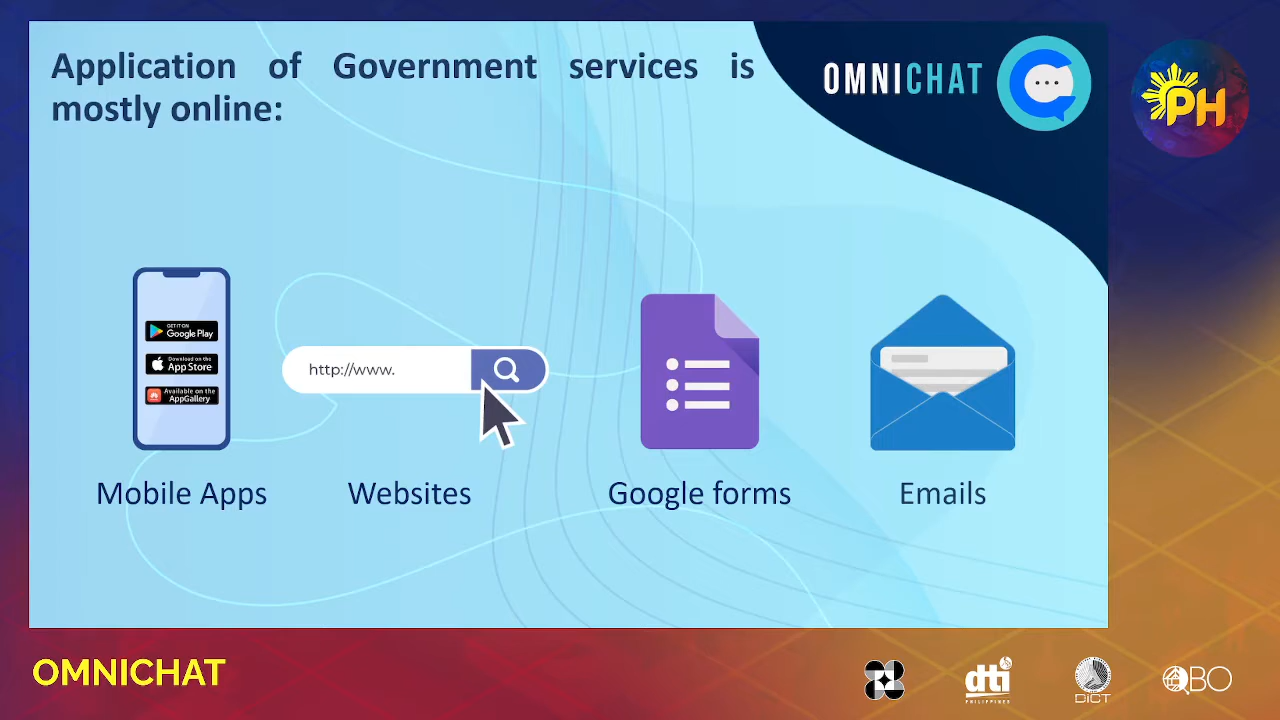 Application of Government services is
mostly online:
OMNICHAT
PH
GET IT ON
Google Play
Download on the
App Store
Available on the
AppGallery
http://www.
Mobile Apps
Websites
Google forms
Emails
OMNICHAT
dti
PHILIPPINES
DICT
QBO